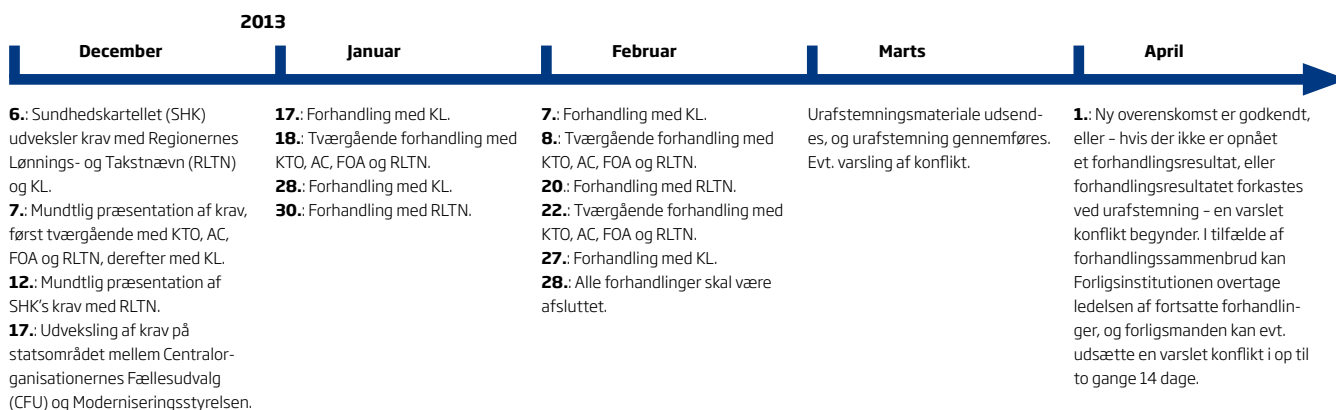 2013
December
6.: Sundhedskartellet (SHK)
udveksler krav med Regionernes
Lønnings- og Takstnævn (RLTN)
og KL.
7.: Mundtlig præsentation af krav,
først tværgående med KTO, AC,
FOA og RLTN, derefter med KL.
12.: Mundtlig præsentation af
SHK's krav med RLTN.
17.: Udveksling af krav på
statsområdet mellem Centralor-
ganisationernes Fællesudvalg
(CFU) og Moderniseringsstyrelsen.
Januar
17.: Forhandling med KL.
18.: Tværgående forhandling med
KTO, AC, FOA og RLTN.
28.: Forhandling med KL.
30.: Forhandling med RLTN.
Februar
7.: Forhandling med KL.
8.: Tværgående forhandling med
KTO, AC, FOA og RLTN.
20.: Forhandling med RLTN.
22.: Tværgående forhandling med
KTO, AC, FOA og RLTN.
27.: Forhandling med KL.
28.: Alle forhandlinger skal være
afsluttet.
Marts
Urafstemningsmateriale udsend-
es, og urafstemning gennemføres.
Evt. varsling af konflikt.
April
1.: Ny overenskomst er godkendt,
eller – hvis der ikke er opnået
et forhandlingsresultat, eller
forhandlingsresultatet forkastes
ved urafstemning – en varslet
konflikt begynder. I tilfælde af
forhandlingssammenbrud kan
Forligsinstitutionen overtage
ledelsen af fortsatte forhandlin-
ger, og forligsmanden kan evt.
udsætte en varslet konflikt i op til
to gange 14 dage.